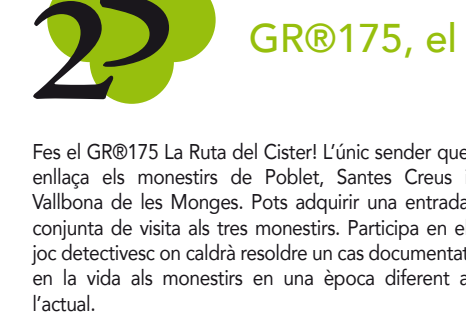 25
GR®175, el
Fes el GR®175 La Ruta del Cister! L'únic sender que
enllaça els monestirs de Poblet, Santes Creus i
Vallbona de les Monges. Pots adquirir una entrada
conjunta de visita als tres monestirs. Participa en el
joc detectivesc on caldrà resoldre un cas documentat
en la vida als monestirs en una època diferent a
l'actual.